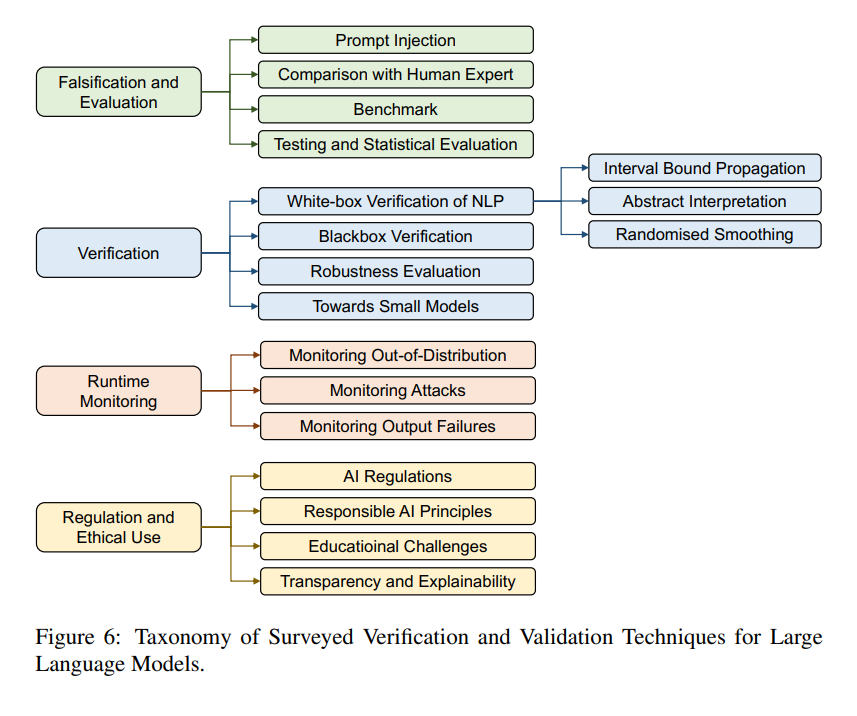 Falsification and
Evaluation
Prompt Injection
Comparison with Human Expert
Benchmark
Testing and Statistical Evaluation
Verification
White-box Verification of NLP
Blackbox Verification
Robustness Evaluation
Towards Small Models
Interval Bound Propagation
Abstract Interpretation
Randomised Smoothing
Runtime
Monitoring
Monitoring Out-of-Distribution
Monitoring Attacks
Monitoring Output Failures
Regulation and
Ethical Use
AI Regulations
Responsible AI Principles
Educatioinal Challenges
Transparency and Explainability
Figure 6: Taxonomy of Surveyed Verification and Validation Techniques for Large
Language Models.